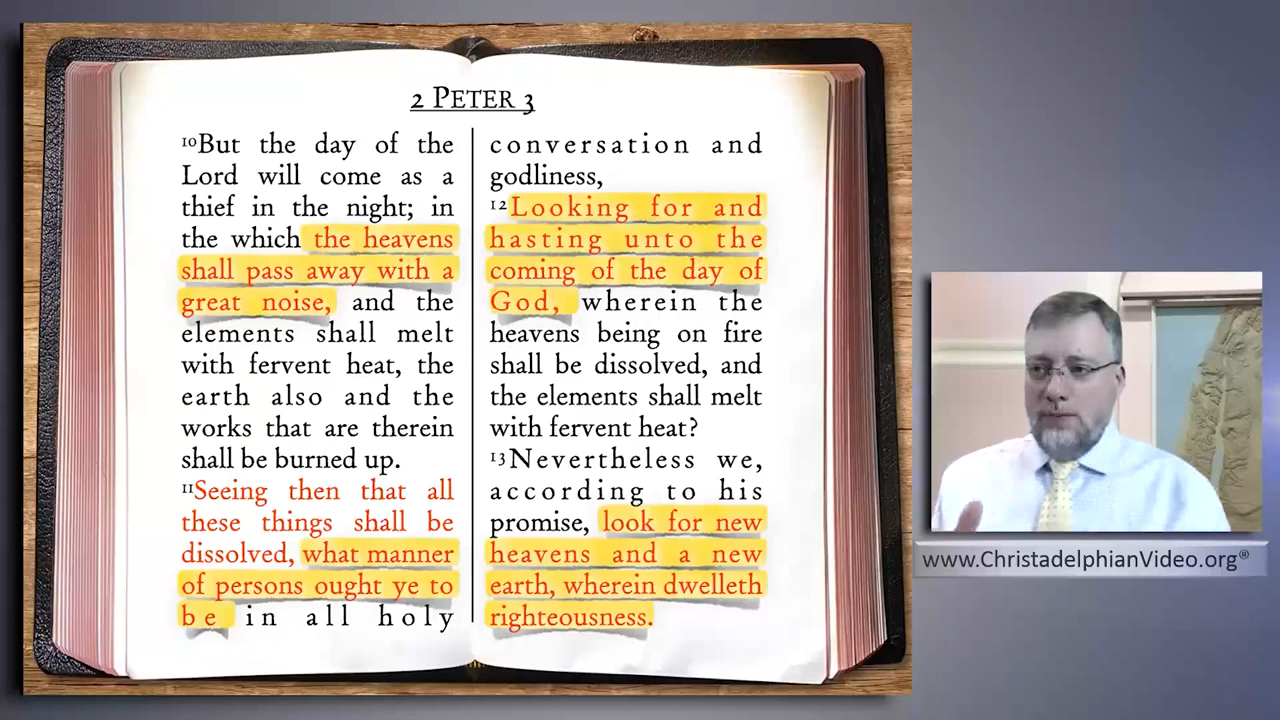 2 PETER 3
¹⁰But the day of the
Lord will come as a
thief in the night; in
the which the heavens
shall pass away with a
great noise, and the
elements shall melt
with fervent heat, the
earth also and the
works that are therein
shall be burned up.
¹¹Seeing then that all
these things shall be
dissolved, what manner
of persons ought ye to
be in all holy
conversation and
godliness,
¹²Looking for and
hasting unto the
coming of the day of
God, wherein the
heavens being on fire
shall be dissolved, and
the elements shall melt
with fervent heat?
¹³Nevertheless we,
according to his
promise, look for new
heavens and a new
earth, wherein dwelleth
righteousness.
www.ChristadelphianVideo.org®